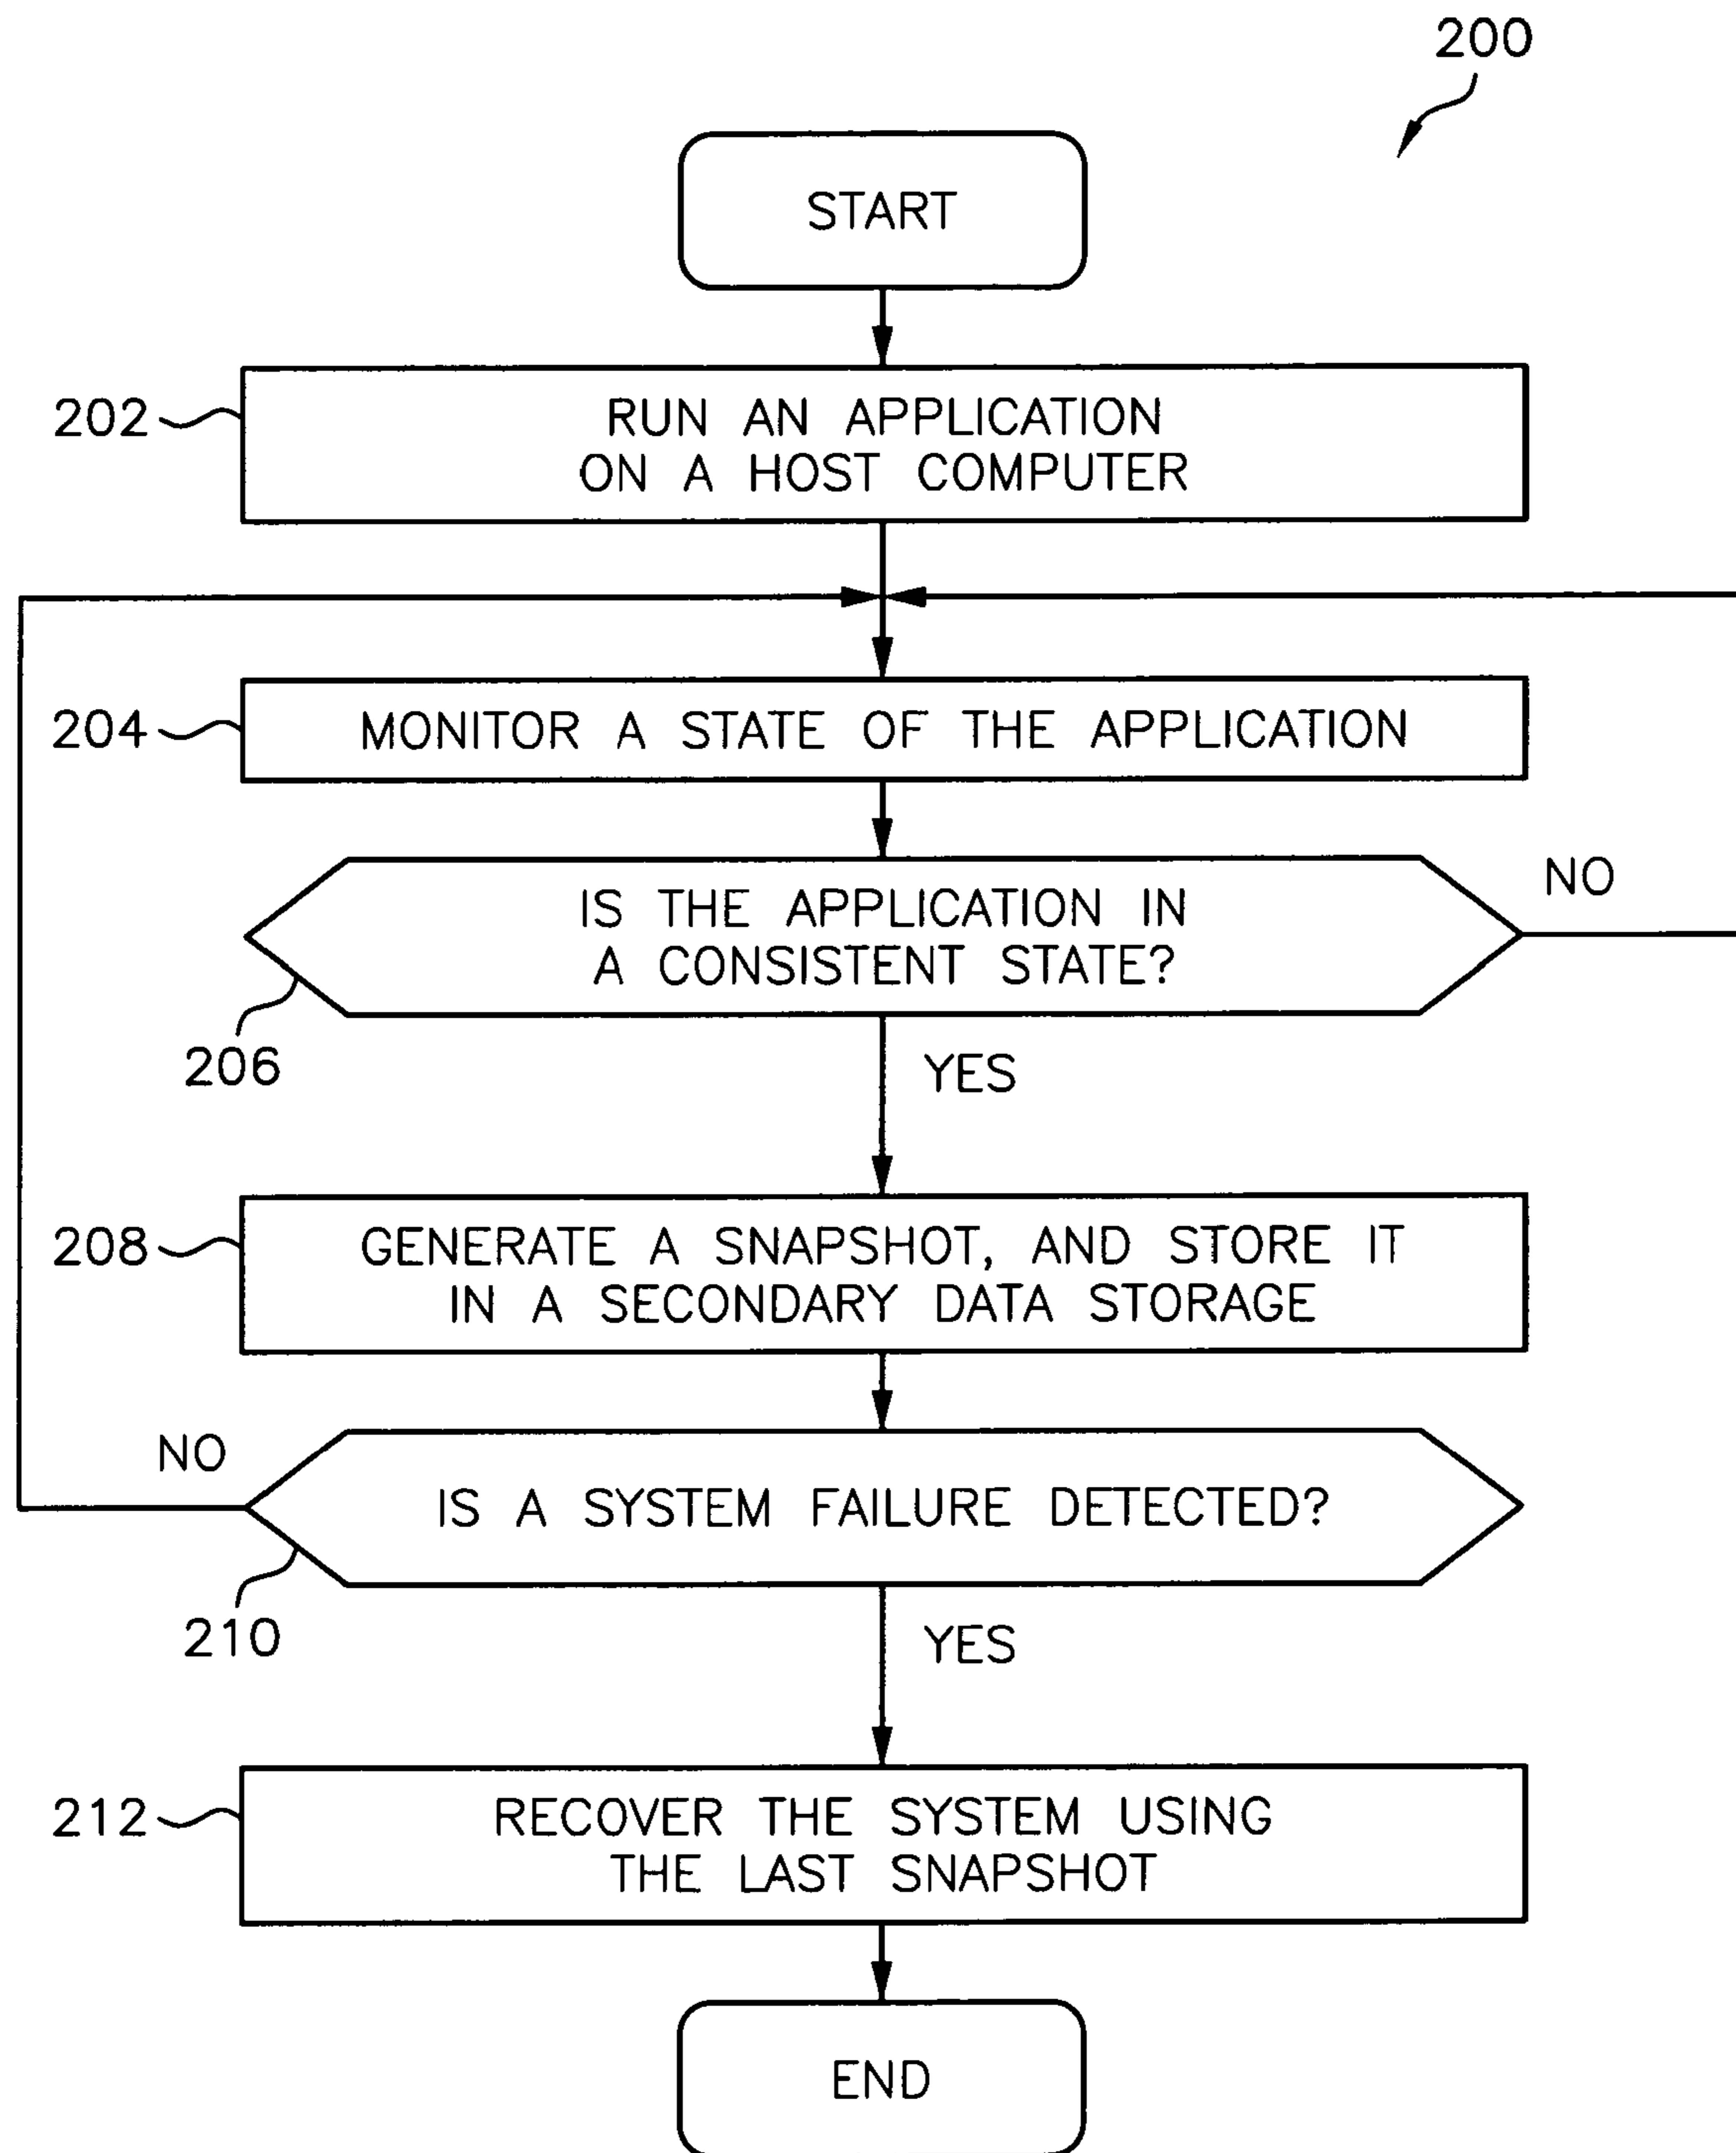 200
START
202
RUN AN APPLICATION
ON A HOST COMPUTER
204
MONITOR A STATE OF THE APPLICATION
IS THE APPLICATION IN
A CONSISTENT STATE?
NO
206
YES
208
GENERATE A SNAPSHOT, AND STORE IT
IN A SECONDARY DATA STORAGE
NO
IS A SYSTEM FAILURE DETECTED?
210
YES
212
RECOVER THE SYSTEM USING
THE LAST SNAPSHOT
END